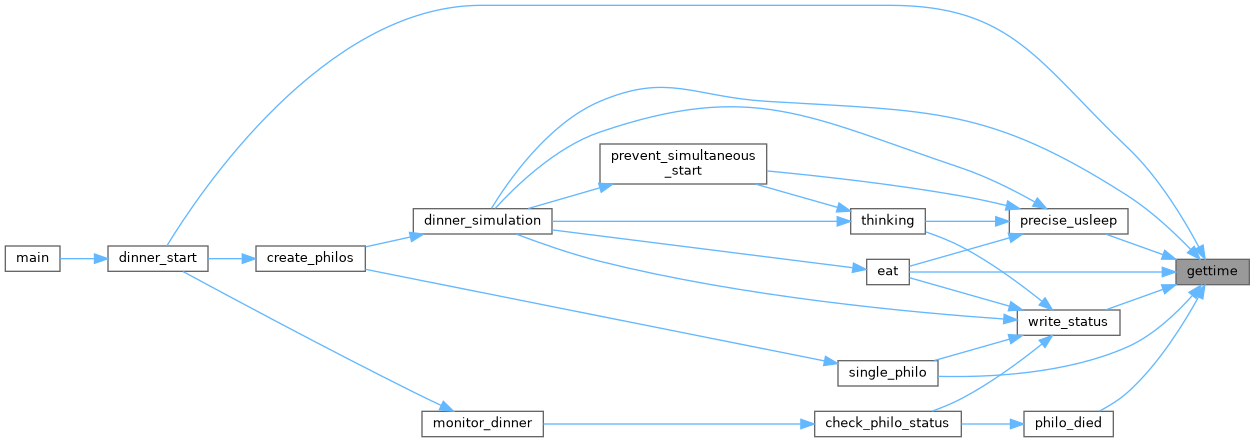 main
dinner_start
create_philos
dinner_simulation
prevent_simultaneous
_start
thinking
precise_usleep
eat
gettime
write_status
single_philo
monitor_dinner
check_philo_status
philo_died